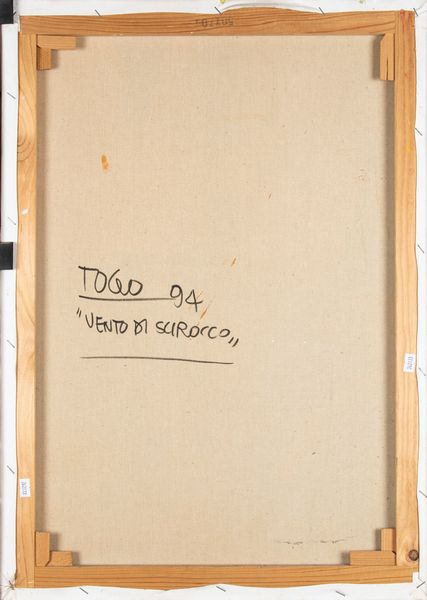 TOGO 94
"VENTO DI SCIROCCO"